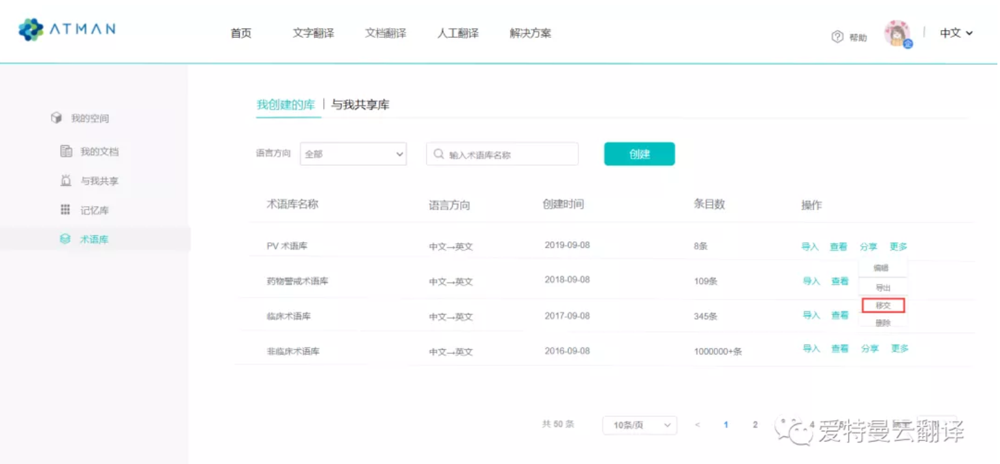 ATMAN
首页 文字翻译 文档翻译 人工翻译 解决方案
帮助 企 中文
我的空间
我的文档
与我共享
记忆库
术语库
我创建的库 | 与我共享库
语言方向 全部 输入术语库名称 创建
术语库名称 语言方向 创建时间 条目数 操作
PV 术语库 中文→英文 2019-09-08 8条 导入 查看 分享 更多
编辑
药物警戒术语库 中文→英文 2018-09-08 109条 导入 查看
导出
移交
临床术语库 中文→英文 2017-09-08 345条 导入 查看
删除
非临床术语库 中文→英文 2016-09-08 1000000+条 导入 查看 分享 更多
共 50 条 10条/页 < 1 2 4
爱特曼云翻译